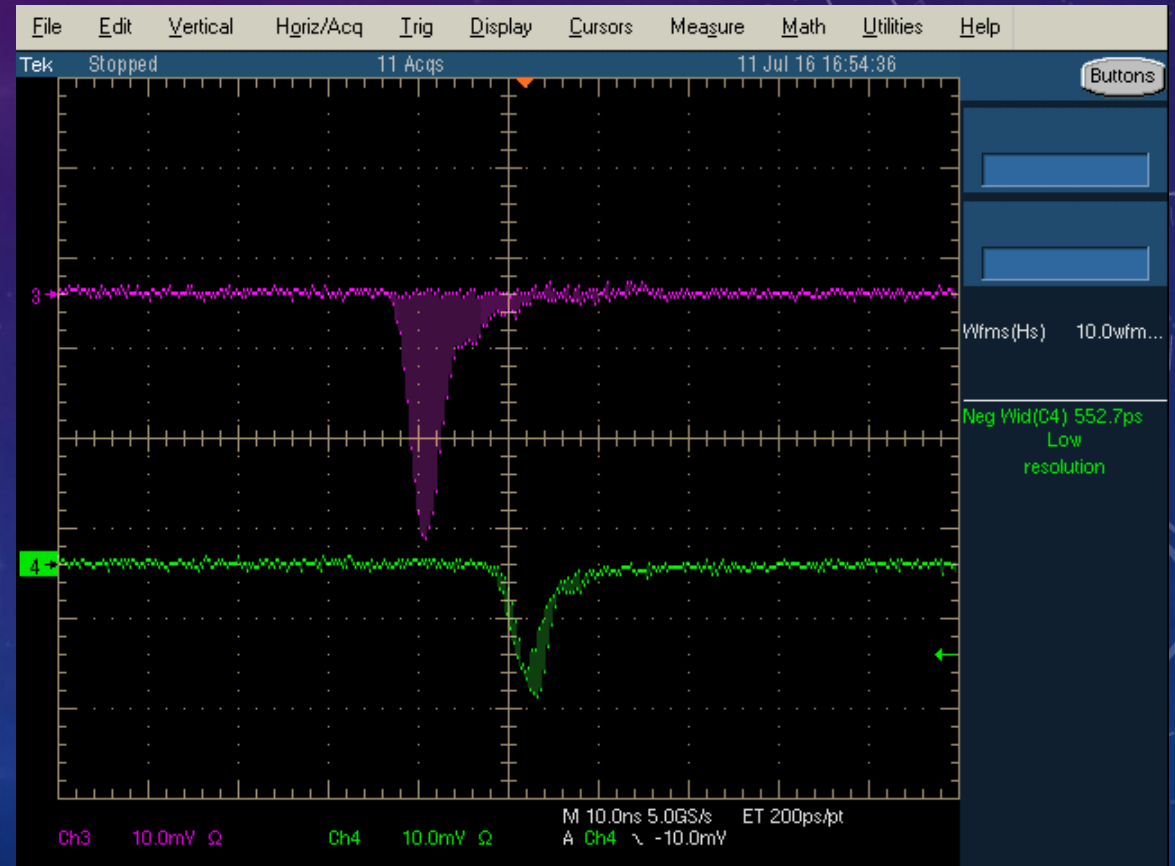 File Edit Vertical Horiz/Acq Trig Display Cursors Measure Math Utilities Help
Tek Stopped 11 Acqs 11 Jul 16 16:54:36
Buttons
3
Wfms(Hs) 10.0wfm...
Neg Wid(C4) 552.7ps
Low
resolution
4
M 10.0ns 5.0GS/s ET 200ps/pt
Ch3 10.0mV Ω Ch4 10.0mV Ω A Ch4 \ -10.0mV